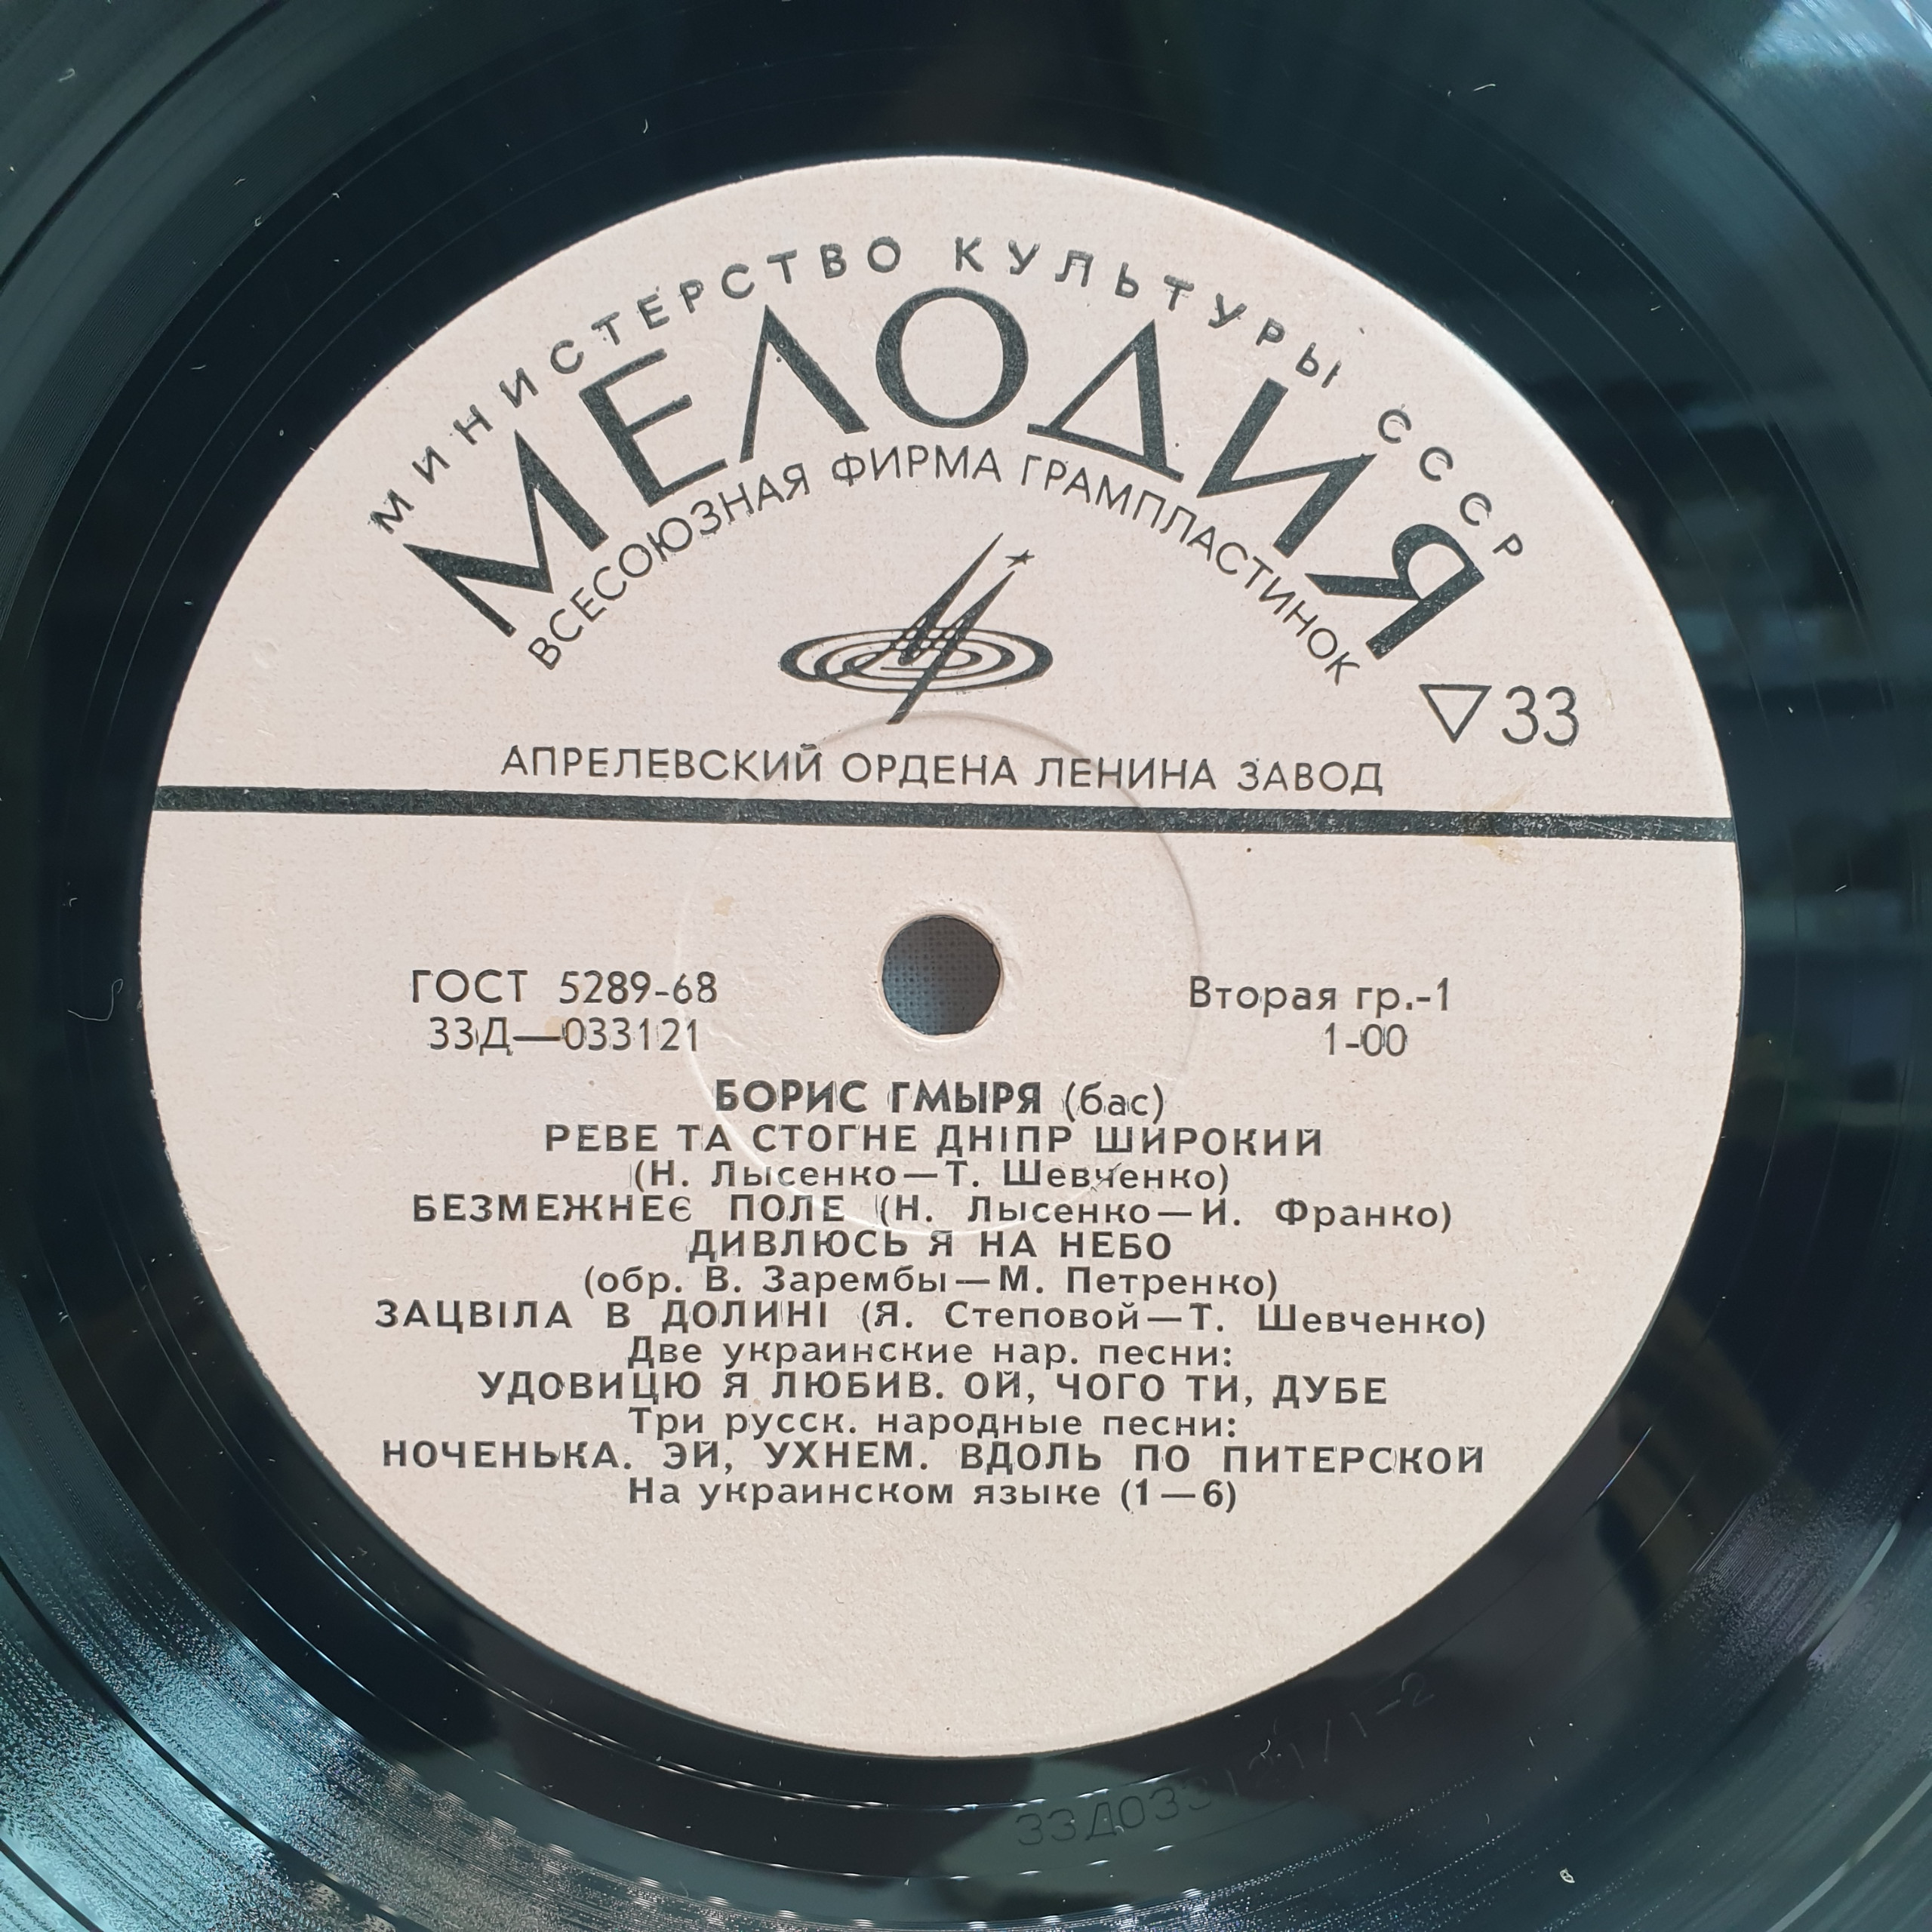 МИНИСТЕРСТВО КУЛЬТУРЫ СССР
МЕЛОДИЯ
ВСЕСОЮЗНАЯ ФИРМА ГРАМПЛАСТИНОК
▽33
АПРЕЛЕВСКИЙ ОРДЕНА ЛЕНИНА ЗАВОД
ГОСТ 5289-68
33Д—033121
Вторая гр.-1
1-00
БОРИС ГМЫРЯ (бас)
РЕВЕ ТА СТОГНЕ ДНІПР ШИРОКИЙ
(Н. Лысенко—Т. Шевченко)
БЕЗМЕЖНЕЄ ПОЛЕ (Н. Лысенко—И. Франко)
ДИВЛЮСЬ Я НА НЕБО
(обр. В. Зарембы—М. Петренко)
ЗАЦВІЛА В ДОЛИНІ (Я. Степовой—Т. Шевченко)
Две украинские нар. песни:
УДОВИЦЮ Я ЛЮБИВ. ОЙ, ЧОГО ТИ, ДУБЕ
Три русск. народные песни:
НОЧЕНЬКА. ЭЙ, УХНЕМ. ВДОЛЬ ПО ПИТЕРСКОЙ
На украинском языке (1—6)
33Д033121/1-2